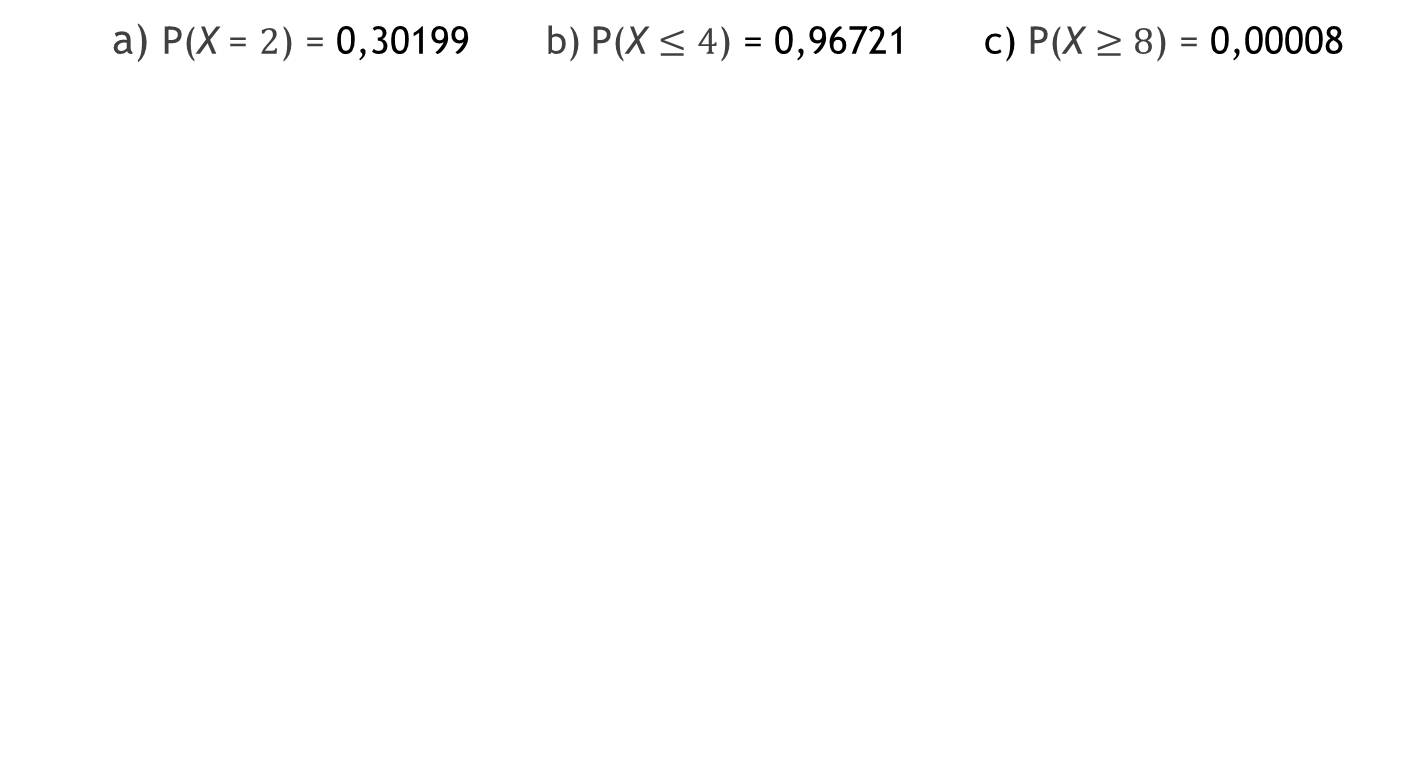 a) P(X = 2) = 0,30199 b) P(X ≤ 4) = 0,96721 c) P(X ≥ 8) = 0,00008